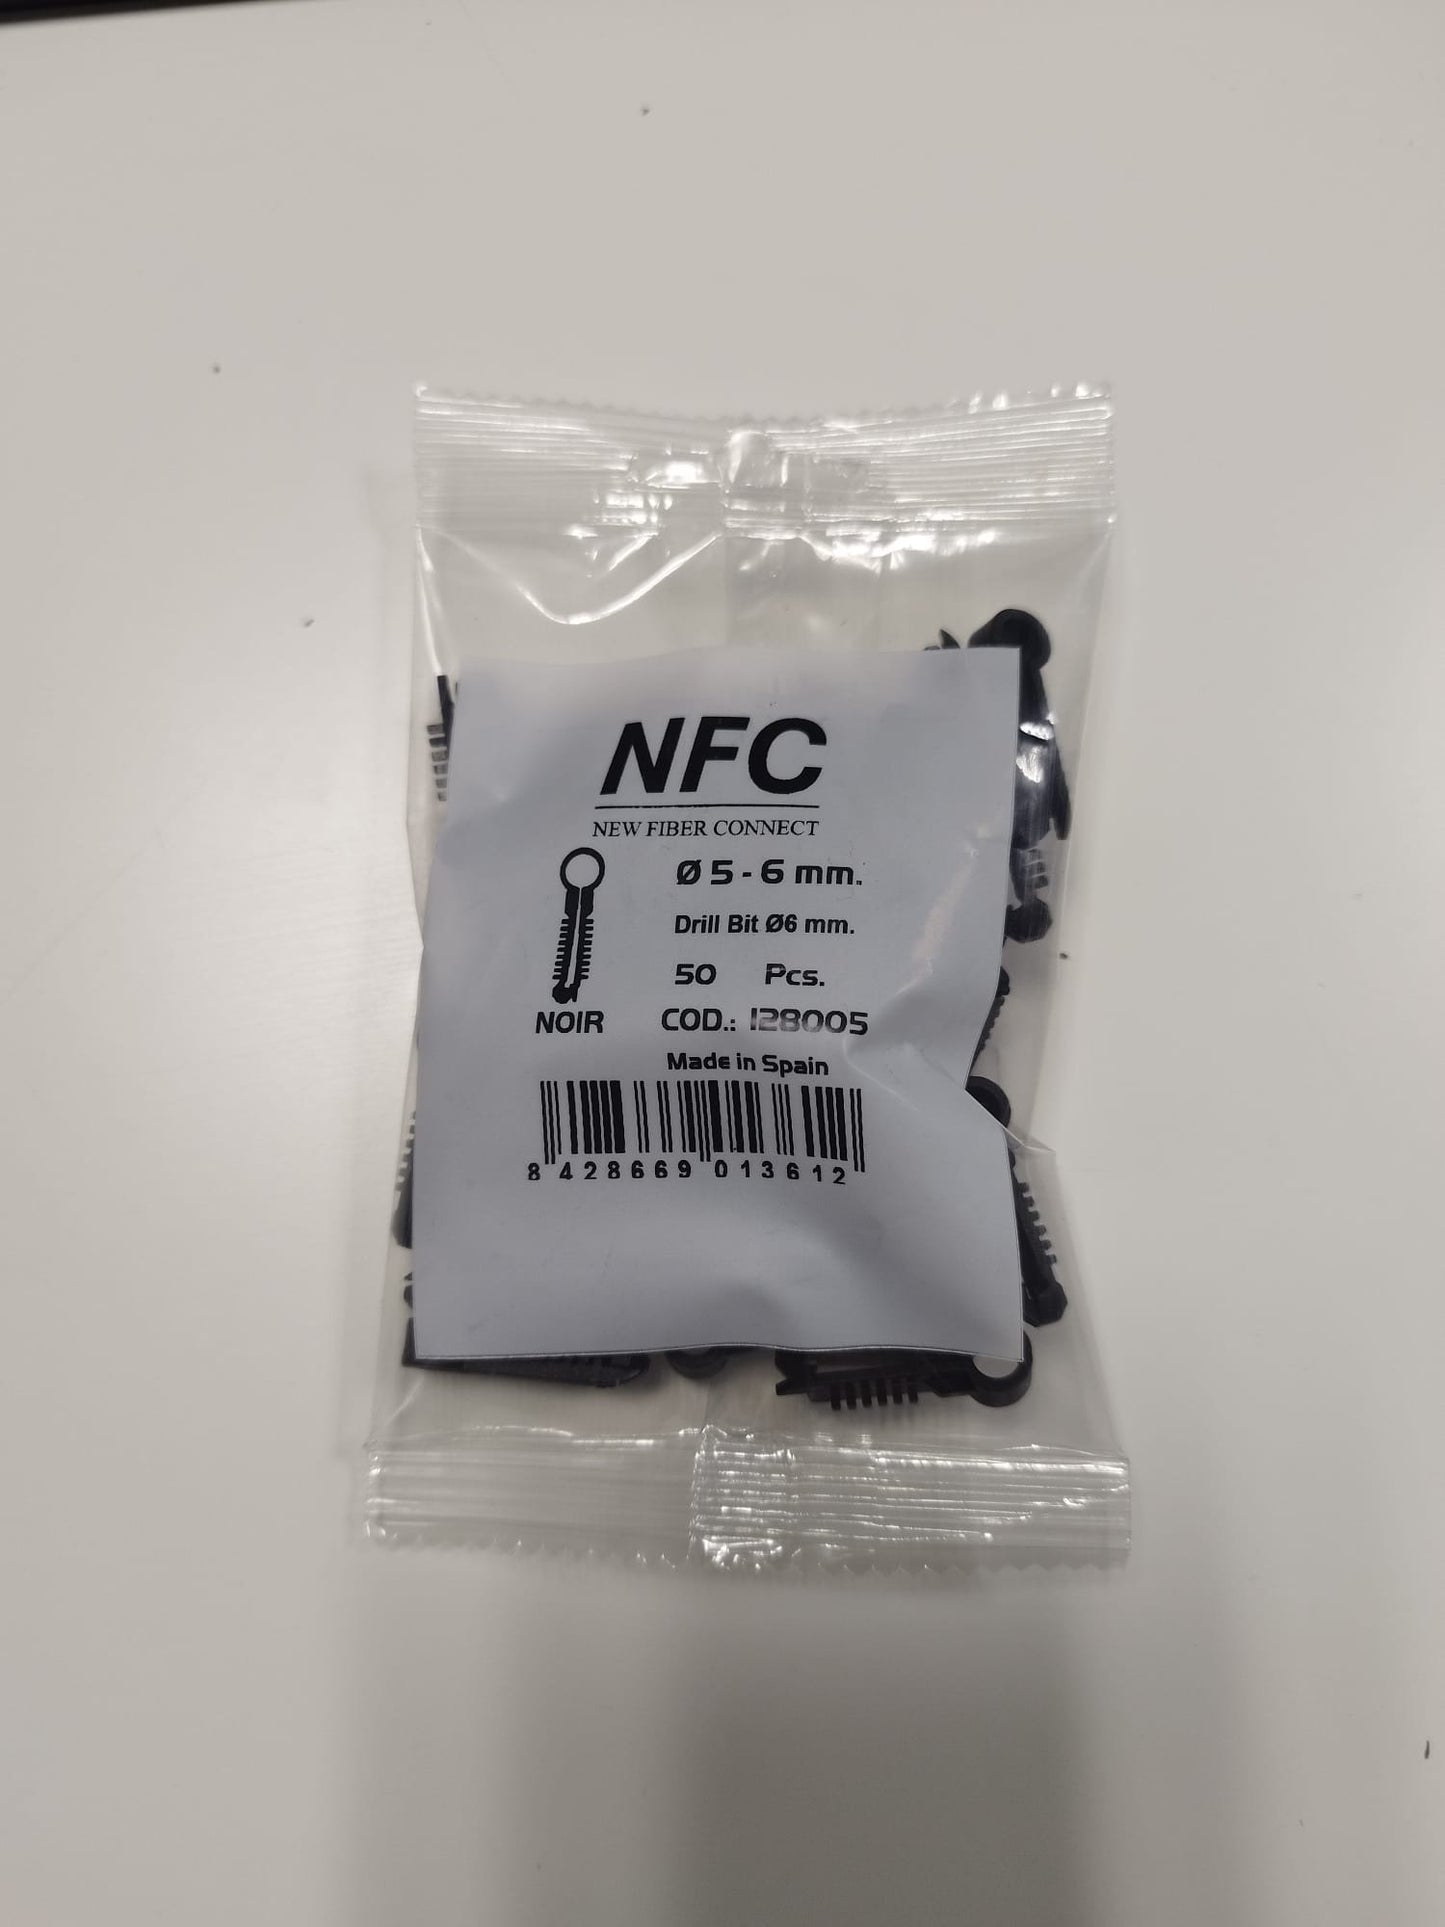 NFC
NEW FIBER CONNECT
Ø 5 - 6 mm.
Drill Bit Ø6 mm.
50 Pcs.
NOIR COD.: 128005
Made in Spain
8 428669 013612